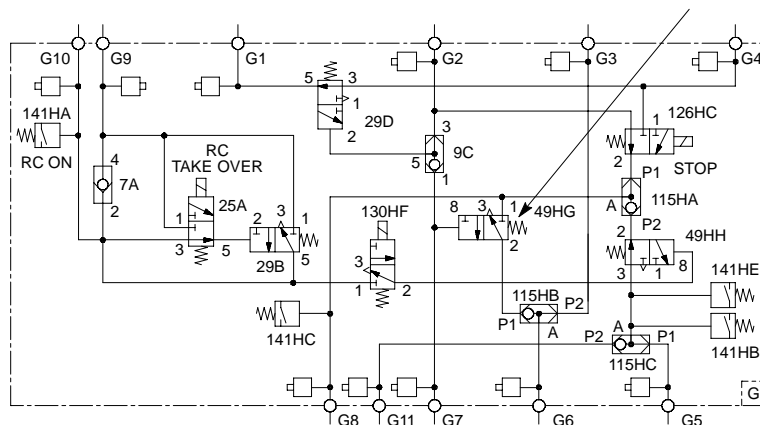 G10
G9
G1
G2
G3
G4
141HA
RC ON
4
7A
2
RC
TAKE OVER
25A
1
3
5
2
3
1
29B
5
5
3
1
2
29D
3
5
9C
1
130HF
3
1
2
8
3
1
49HG
2
126HC
1
2
STOP
P1
A
115HA
P2
2
49HH
3
1
8
141HE
141HB
141HC
115HB
P2
P1
A
A
P2
P1
115HC
G8
G11
G7
G6
G5
G